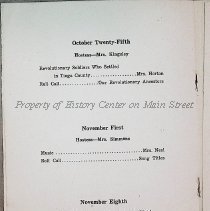 October Twenty-Fifth
Hostess—Mrs. Kingsley
Revolutionary Soldiers Who Settled
in Tioga County..............Mrs. Horton
Roll Call..............Our Revolutionary Ancestors
Property of History Center on Main Street
November First
Hostess—Mrs. Simmons
Music..............................Mrs. Neal
Roll Call..........................Song Titles
November Eighth